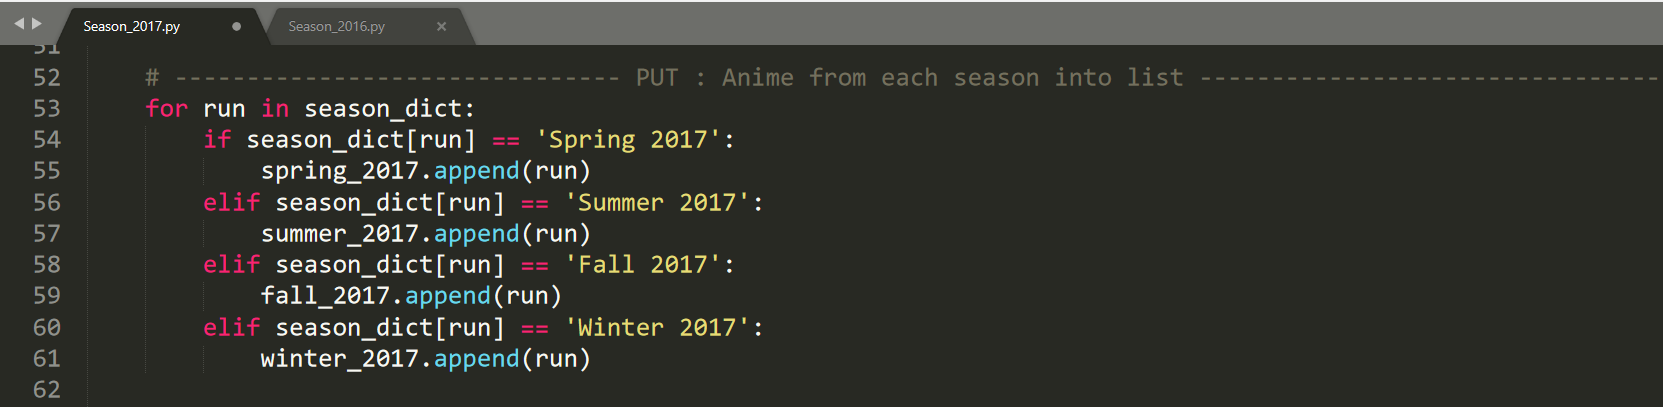 Season_2017.py
Season_2016.py ×
51
52 # ------------------------------- PUT : Anime from each season into list --------------------------------
53 for run in season_dict:
54 if season_dict[run] == 'Spring 2017':
55 spring_2017.append(run)
56 elif season_dict[run] == 'Summer 2017':
57 summer_2017.append(run)
58 elif season_dict[run] == 'Fall 2017':
59 fall_2017.append(run)
60 elif season_dict[run] == 'Winter 2017':
61 winter_2017.append(run)
62